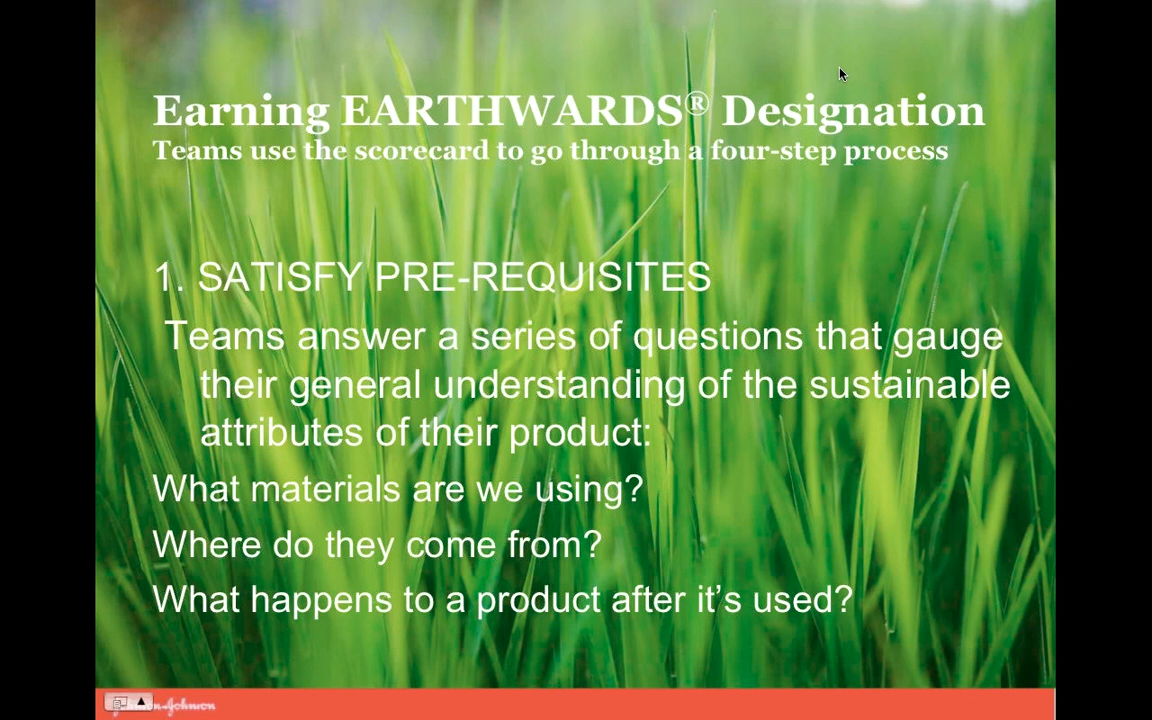 Earning EARTHWARDS® Designation
Teams use the scorecard to go through a four-step process
1. SATISFY PRE-REQUISITES
Teams answer a series of questions that gauge
their general understanding of the sustainable
attributes of their product:
What materials are we using?
Where do they come from?
What happens to a product after it’s used?